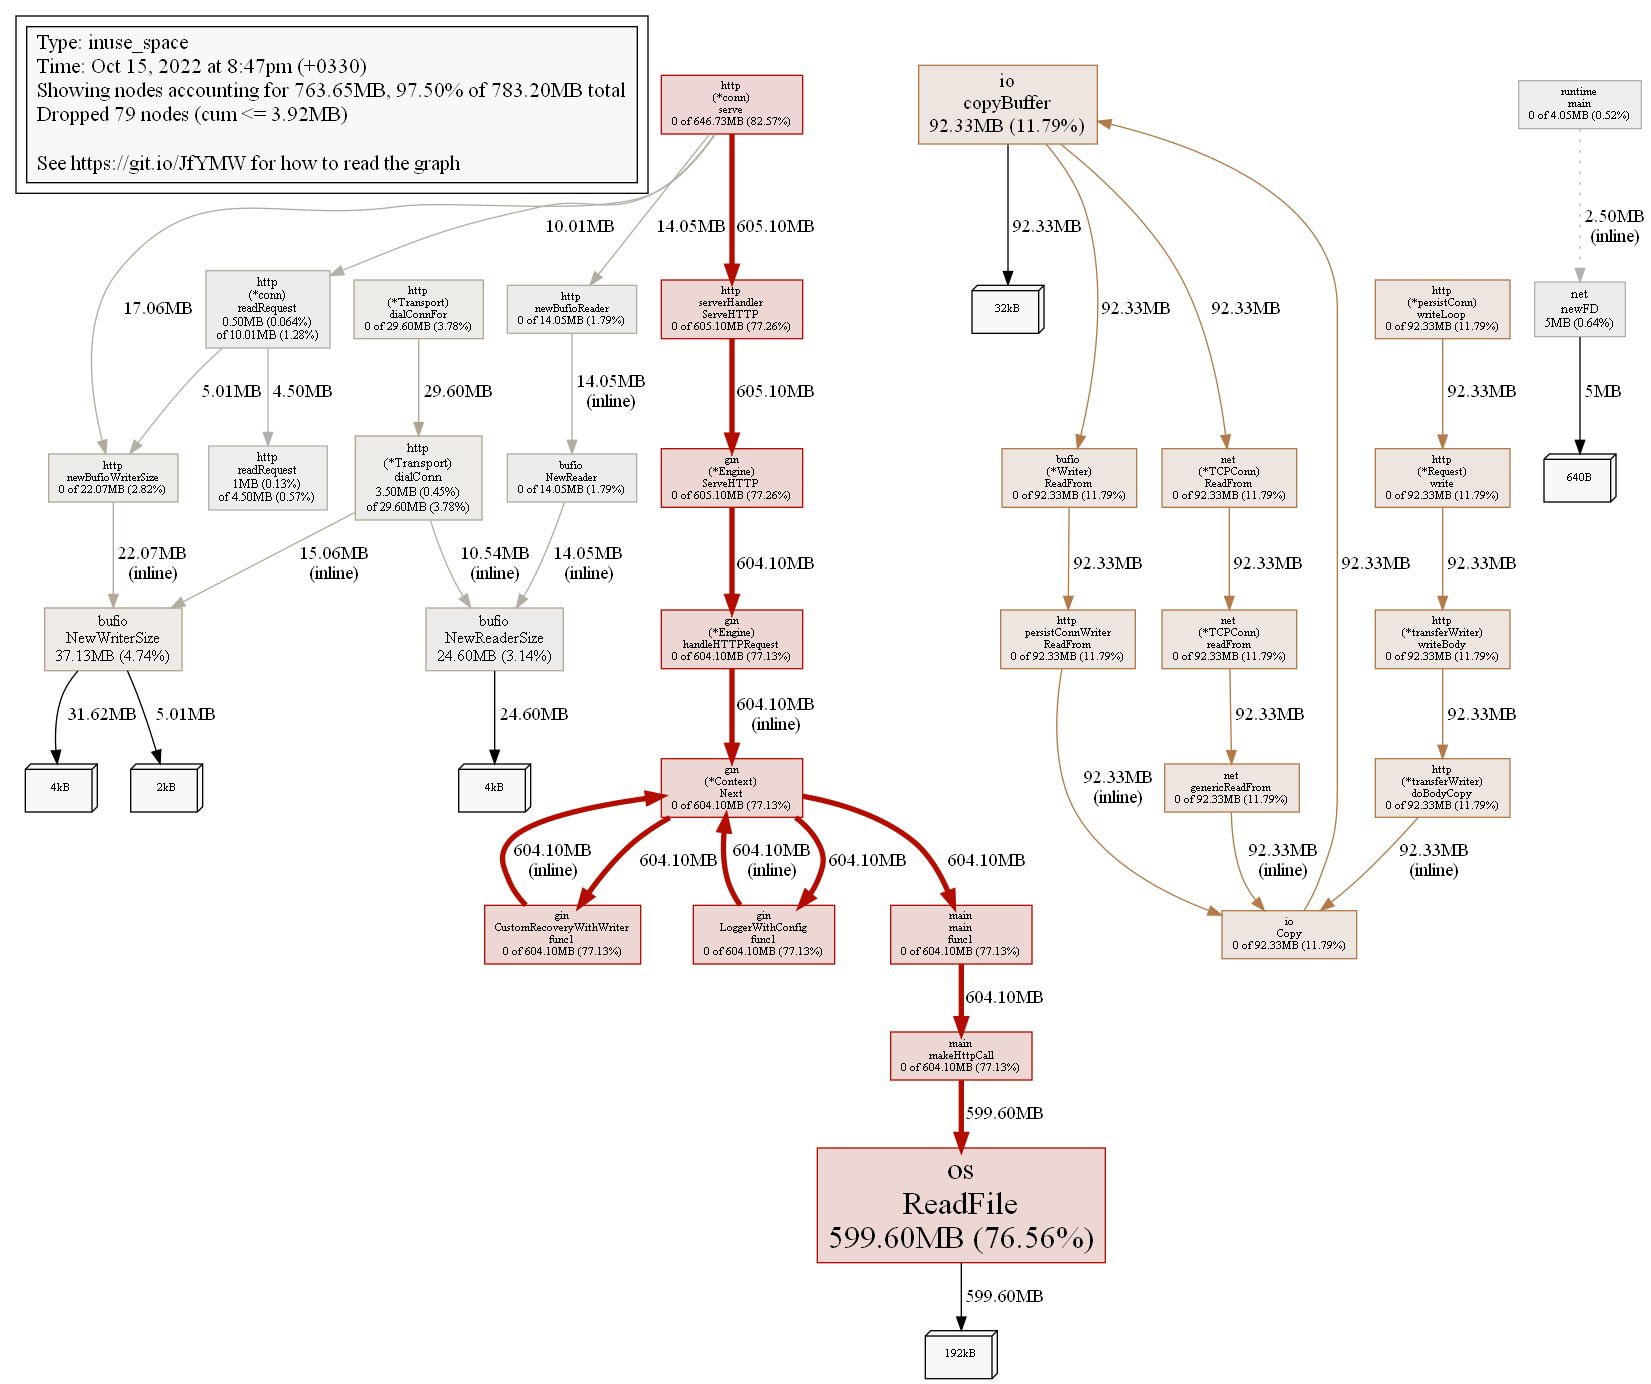 Type: inuse_space
Time: Oct 15, 2022 at 8:47pm (+0330)
Showing nodes accounting for 763.65MB, 97.50% of 783.20MB total
Dropped 79 nodes (cum <= 3.92MB)
See https://git.io/JfYMW for how to read the graph
http
(*conn)
serve
0 of 646.73MB (82.57%)
io
copyBuffer
92.33MB (11.79%)
runtime
main
0 of 4.05MB (0.52%)
17.06MB
10.01MB
14.05MB
605.10MB
92.33MB
92.33MB
92.33MB
2.50MB
(inline)
http
(*conn)
readRequest
0.50MB (0.064%)
of 10.01MB (1.28%)
http
(*Transport)
dialConnFor
0 of 29.60MB (3.78%)
http
newBufioReader
0 of 14.05MB (1.79%)
http
serverHandler
ServeHTTP
0 of 605.10MB (77.26%)
32kB
http
(*persistConn)
writeLoop
0 of 92.33MB (11.79%)
net
newFD
5MB (0.64%)
5.01MB
4.50MB
29.60MB
14.05MB
(inline)
605.10MB
92.33MB
5MB
http
newBufioWriterSize
0 of 22.07MB (2.82%)
http
readRequest
1MB (0.13%)
of 4.50MB (0.57%)
http
(*Transport)
dialConn
3.50MB (0.45%)
of 29.60MB (3.78%)
bufio
NewReader
0 of 14.05MB (1.79%)
gin
(*Engine)
ServeHTTP
0 of 605.10MB (77.26%)
bufio
(*Writer)
ReadFrom
0 of 92.33MB (11.79%)
net
(*TCPConn)
ReadFrom
0 of 92.33MB (11.79%)
http
(*Request)
write
0 of 92.33MB (11.79%)
640B
22.07MB
(inline)
15.06MB
(inline)
10.54MB
(inline)
14.05MB
(inline)
604.10MB
92.33MB
92.33MB
92.33MB
92.33MB
bufio
NewWriterSize
37.13MB (4.74%)
bufio
NewReaderSize
24.60MB (3.14%)
gin
(*Engine)
handleHTTPRequest
0 of 604.10MB (77.13%)
http
persistConnWriter
ReadFrom
0 of 92.33MB (11.79%)
net
(*TCPConn)
readFrom
0 of 92.33MB (11.79%)
http
(*transferWriter)
writeBody
0 of 92.33MB (11.79%)
31.62MB
5.01MB
24.60MB
604.10MB
(inline)
92.33MB
92.33MB
4kB
2kB
4kB
gin
(*Context)
Next
0 of 604.10MB (77.13%)
92.33MB
(inline)
net
genericReadFrom
0 of 92.33MB (11.79%)
http
(*transferWriter)
doBodyCopy
0 of 92.33MB (11.79%)
604.10MB
(inline)
604.10MB
604.10MB
(inline)
604.10MB
604.10MB
92.33MB
(inline)
92.33MB
(inline)
gin
CustomRecoveryWithWriter
func1
0 of 604.10MB (77.13%)
gin
LoggerWithConfig
func1
0 of 604.10MB (77.13%)
main
main
func1
0 of 604.10MB (77.13%)
io
Copy
0 of 92.33MB (11.79%)
604.10MB
main
makeHttpCall
0 of 604.10MB (77.13%)
599.60MB
os
ReadFile
599.60MB (76.56%)
599.60MB
192kB